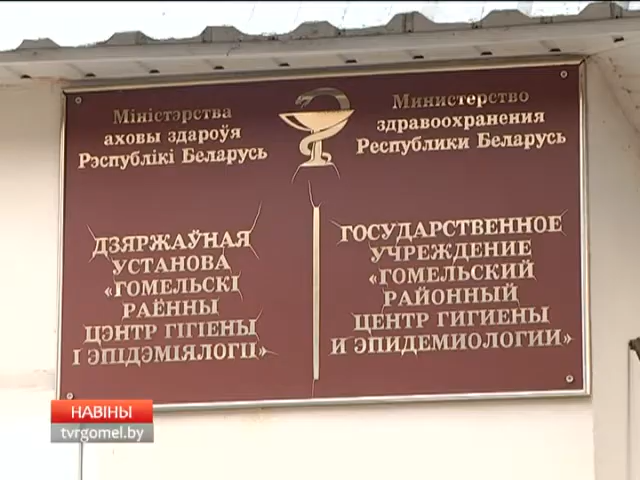 Міністэрства
аховы здароўя
Рэспублікі Беларусь
ДЗЯРЖАЎНАЯ
УСТАНОВА
«ГОМЕЛЬСКІ
РАЁННЫ
ЦЭНТР ГІГІЕНЫ
І ЭПІДЭМІЯЛОГІІ»
Министерство
здравоохранения
Республики Беларусь
ГОСУДАРСТВЕННОЕ
УЧРЕЖДЕНИЕ
«ГОМЕЛЬСКИЙ
РАЙОННЫЙ
ЦЕНТР ГИГИЕНЫ
И ЭПИДЕМИОЛОГИИ»
НАВІНЫ
tvrgomel.by